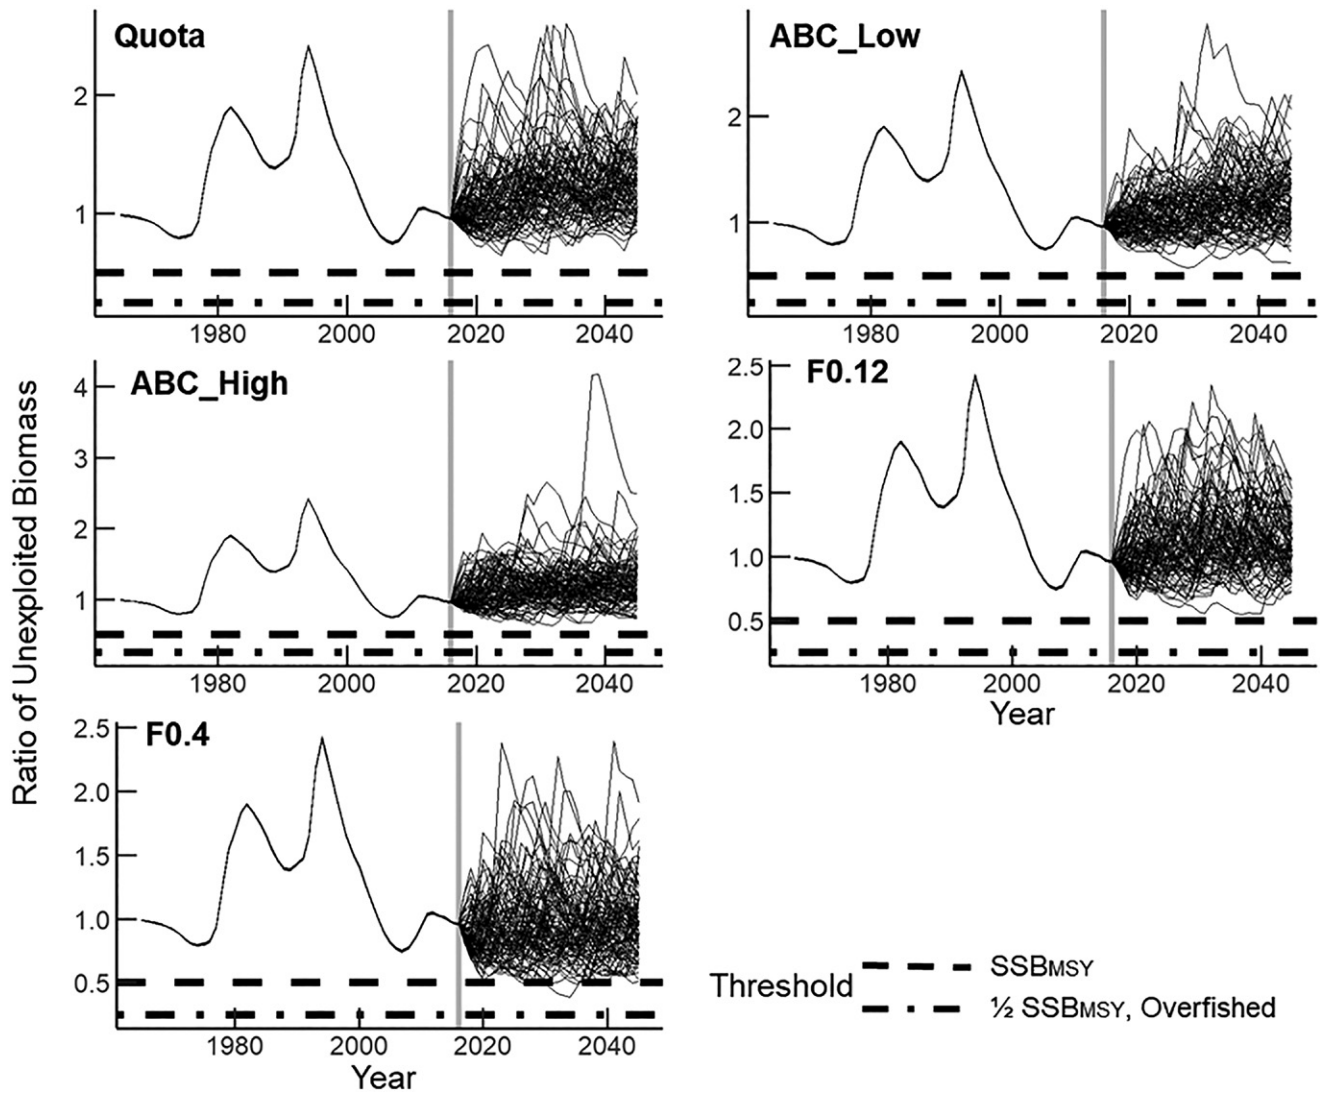 Quota
2
1
1980 2000 2020 2040
ABC_Low
2
1
1980 2000 2020 2040
Ratio of Unexploited Biomass
ABC_High
4
3
2
1
1980 2000 2020 2040
F0.12
2.5
2.0
1.5
1.0
0.5
1980 2000 2020 2040
Year
F0.4
2.5
2.0
1.5
1.0
0.5
1980 2000 2020 2040
Year
Threshold
SSBMSY
½ SSBMSY, Overfished